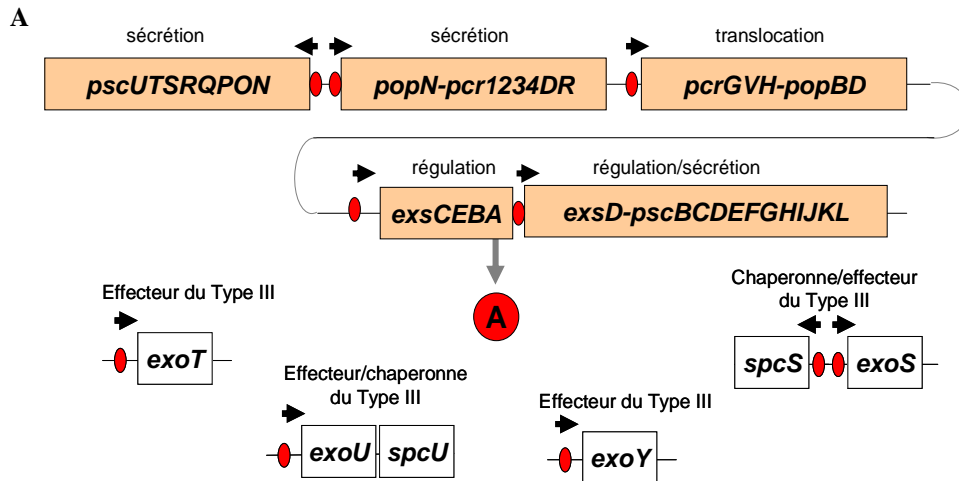 A
sécrétion sécrétion translocation
pscUTSRQPON popN-pcr1234DR pcrGVH-popBD
régulation régulation/sécrétion
exsCEBA exsD-pscBCDEFGHIJKL
A
Effecteur du Type III
exoT
Effecteur/chaperonne
du Type III
exoU spcU
Effecteur du Type III
exoY
Chaperonne/effecteur
du Type III
spcS exoS